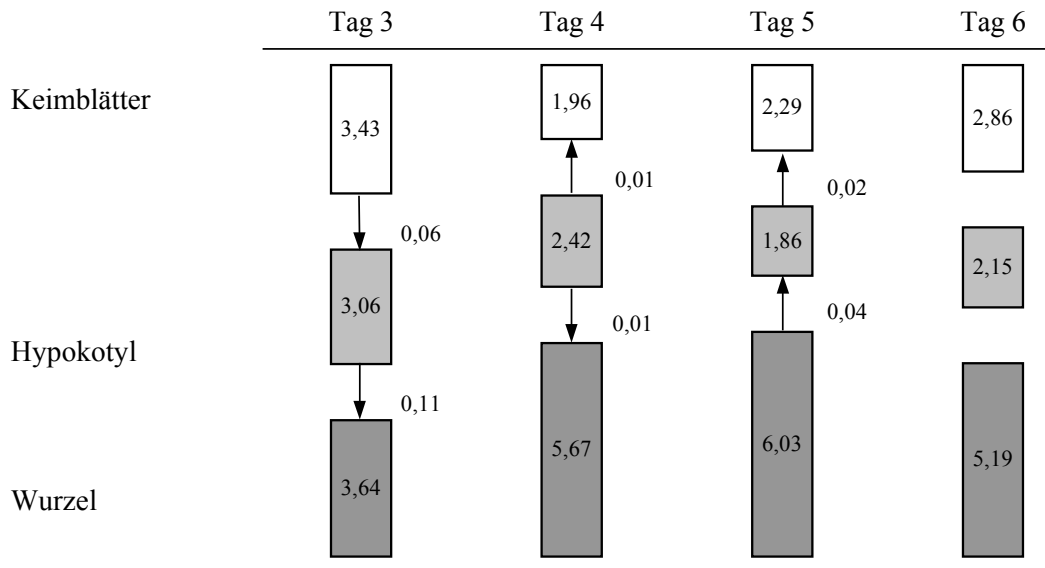 Tag 3 Tag 4 Tag 5 Tag 6
Keimblätter
3,43 1,96 2,29 2,86
0,06 0,01 0,02
3,06 2,42 1,86 2,15
Hypokotyl
0,11 0,01 0,04
Wurzel
3,64 5,67 6,03 5,19